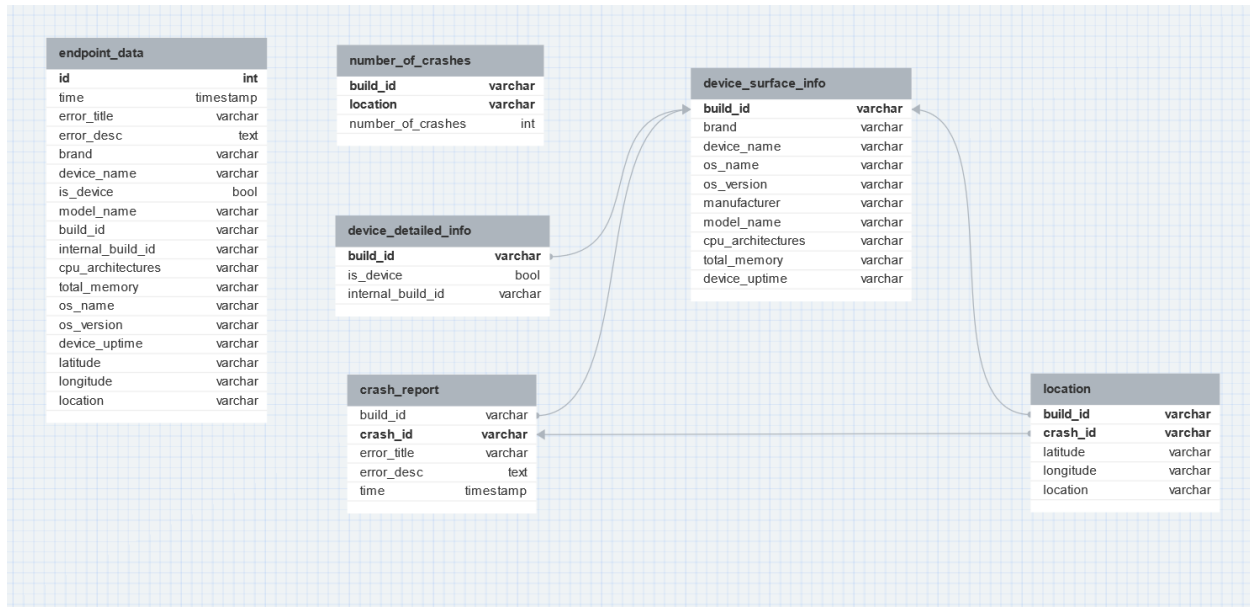 endpoint_data
id int
time timestamp
error_title varchar
error_desc text
brand varchar
device_name varchar
is_device bool
model_name varchar
build_id varchar
internal_build_id varchar
cpu_architectures varchar
total_memory varchar
os_name varchar
os_version varchar
device_uptime varchar
latitude varchar
longitude varchar
location varchar
number_of_crashes
build_id varchar
location varchar
number_of_crashes int
device_detailed_info
build_id varchar
is_device bool
internal_build_id varchar
crash_report
build_id varchar
crash_id varchar
error_title varchar
error_desc text
time timestamp
device_surface_info
build_id varchar
brand varchar
device_name varchar
os_name varchar
os_version varchar
manufacturer varchar
model_name varchar
cpu_architectures varchar
total_memory varchar
device_uptime varchar
location
build_id varchar
crash_id varchar
latitude varchar
longitude varchar
location varchar